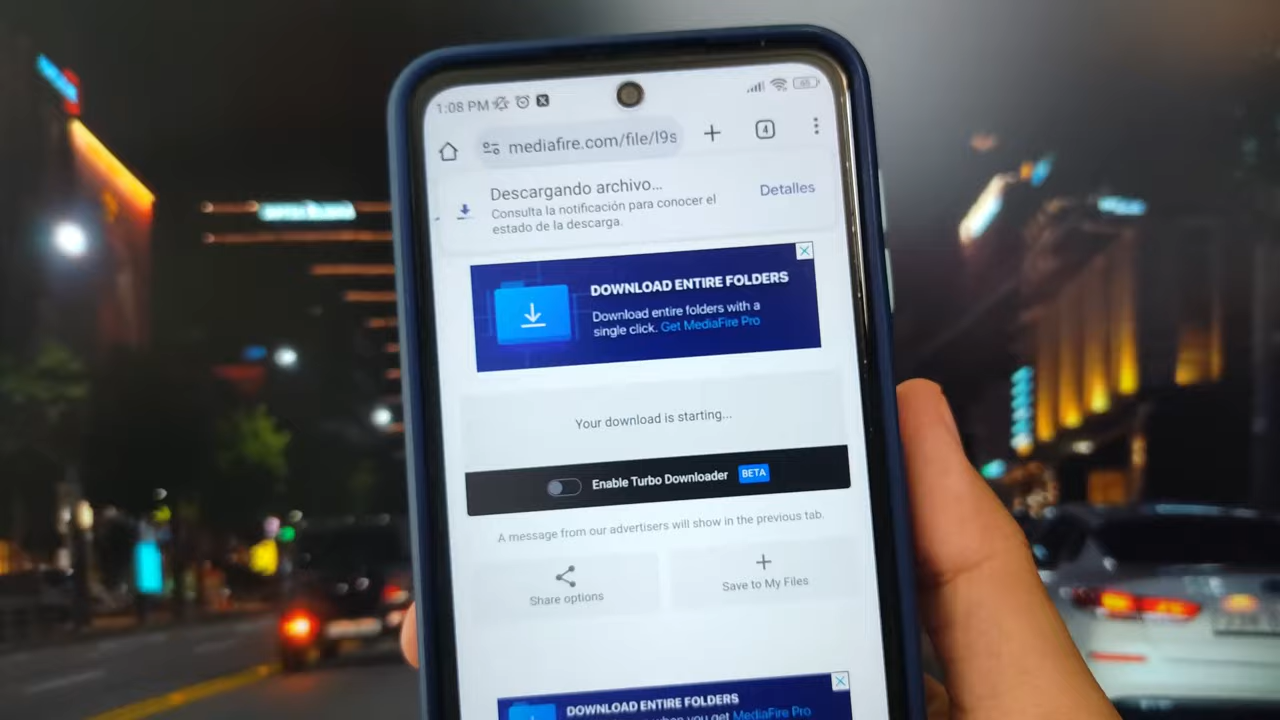 1:08 PM
mediafire.com/file/l9s
4
Descargando archivo...
Consulta la notificación para conocer el
estado de la descarga.
Detalles
DOWNLOAD ENTIRE FOLDERS
Download entire folders with a
single click. Get MediaFire Pro
Your download is starting...
Enable Turbo Downloader BETA
A message from our advertisers will show in the previous tab.
Share options
Save to My Files
DOWNLOAD ENTIRE FOLDERS
when you get MediaFire Pro